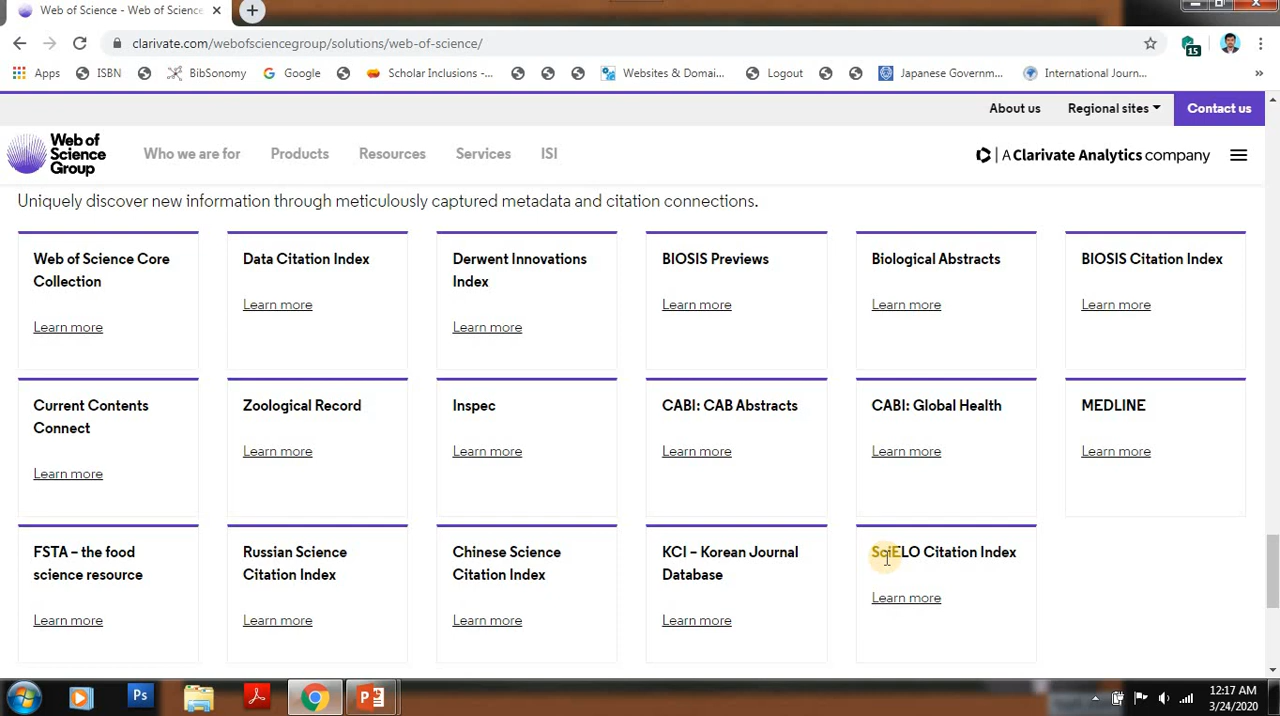 Web of Science - Web of Science
clarivate.com/webofsciencegroup/solutions/web-of-science/
15
Apps ISBN BibSonomy Google Scholar Inclusions -... Websites & Domai... Logout Japanese Governm... International Journ... »
About us Regional sites Contact us
Web of Science Group
Who we are for Products Resources Services ISI
A Clarivate Analytics company
Uniquely discover new information through meticulously captured metadata and citation connections.
Web of Science Core
Collection
Learn more
Data Citation Index
Learn more
Derwent Innovations
Index
Learn more
BIOSIS Previews
Learn more
Biological Abstracts
Learn more
BIOSIS Citation Index
Learn more
Current Contents
Connect
Learn more
Zoological Record
Learn more
Inspec
Learn more
CABI: CAB Abstracts
Learn more
CABI: Global Health
Learn more
MEDLINE
Learn more
FSTA – the food
science resource
Learn more
Russian Science
Citation Index
Learn more
Chinese Science
Citation Index
Learn more
KCI – Korean Journal
Database
Learn more
SciELO Citation Index
Learn more
Ps
12:17 AM
3/24/2020